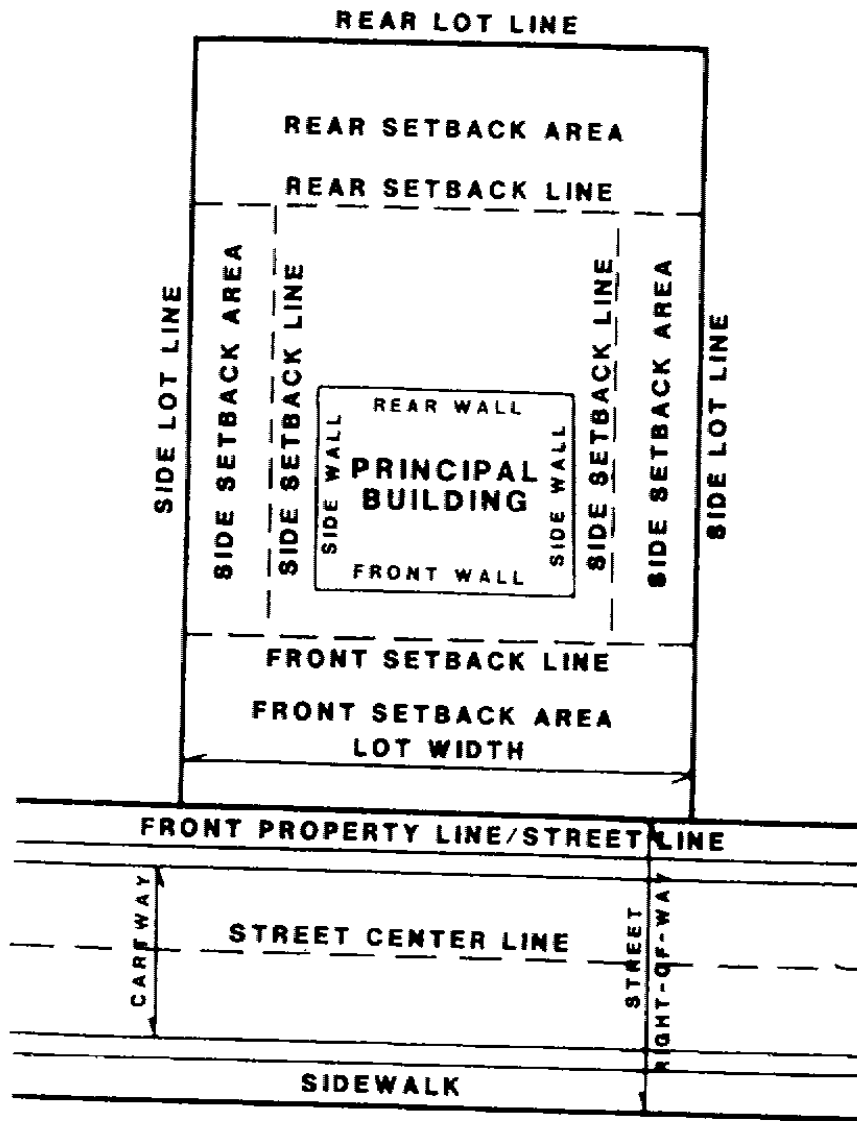 REAR LOT LINE
REAR SETBACK AREA
REAR SETBACK LINE
SIDE LOT LINE
SIDE SETBACK AREA
SIDE SETBACK LINE
SIDE WALL
REAR WALL
PRINCIPAL
BUILDING
FRONT WALL
SIDE WALL
SIDE SETBACK LINE
SIDE SETBACK AREA
SIDE LOT LINE
FRONT SETBACK LINE
FRONT SETBACK AREA
LOT WIDTH
FRONT PROPERTY LINE/STREET LINE
CARTWAY
STREET CENTER LINE
STREET
RIGHT-OF-WAY
SIDEWALK